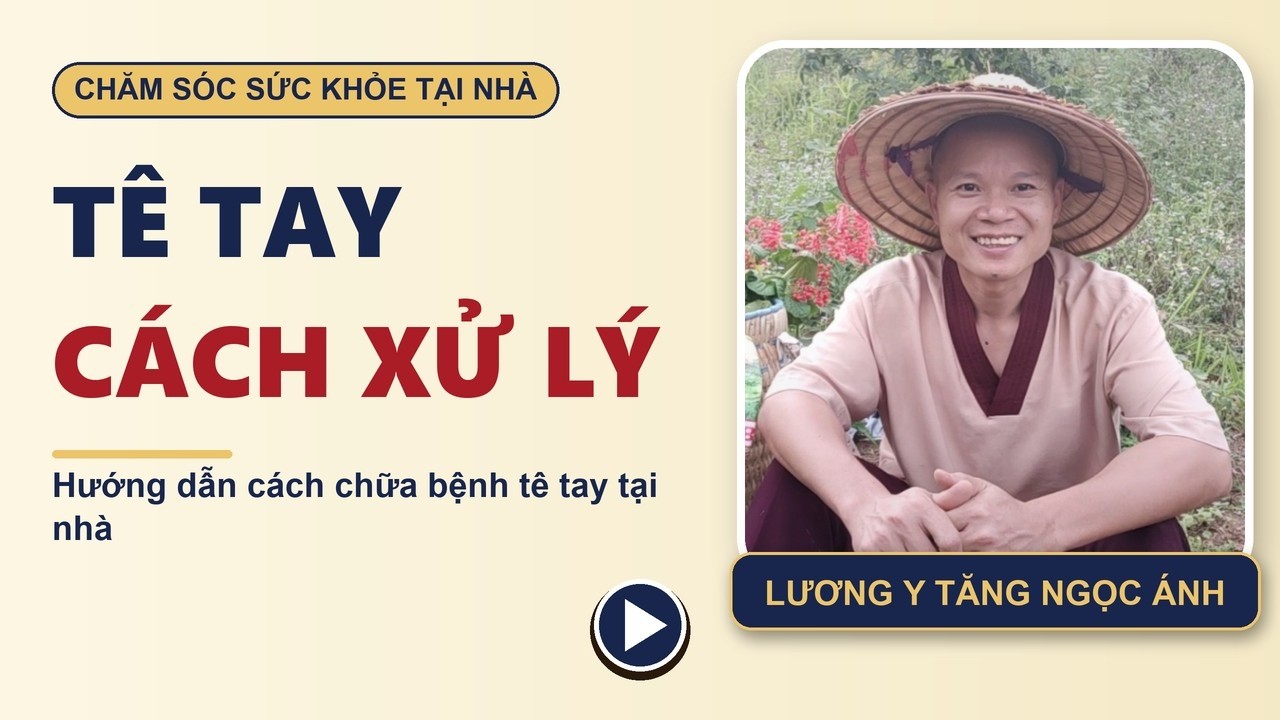 CHĂM SÓC SỨC KHỎE TẠI NHÀ
TÊ TAY
CÁCH XỬ LÝ
Hướng dẫn cách chữa bệnh tê tay tại
nhà
LƯƠNG Y TĂNG NGỌC ÁNH